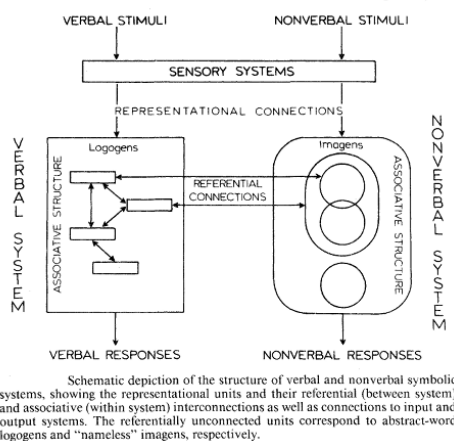 VERBAL STIMULI
NONVERBAL STIMULI
SENSORY SYSTEMS
REPRESENTATIONAL CONNECTIONS
VERBAL SYSTEM
ASSOCIATIVE STRUCTURE
Logogens
REFERENTIAL
CONNECTIONS
Imagens
ASSOCIATIVE STRUCTURE
NONVERBAL SYSTEM
VERBAL RESPONSES
NONVERBAL RESPONSES
Schematic depiction of the structure of verbal and nonverbal symbolic
systems, showing the representational units and their referential (between system)
and associative (within system) interconnections as well as connections to input and
output systems. The referentially unconnected units correspond to abstract-word
logogens and “nameless” imagens, respectively.